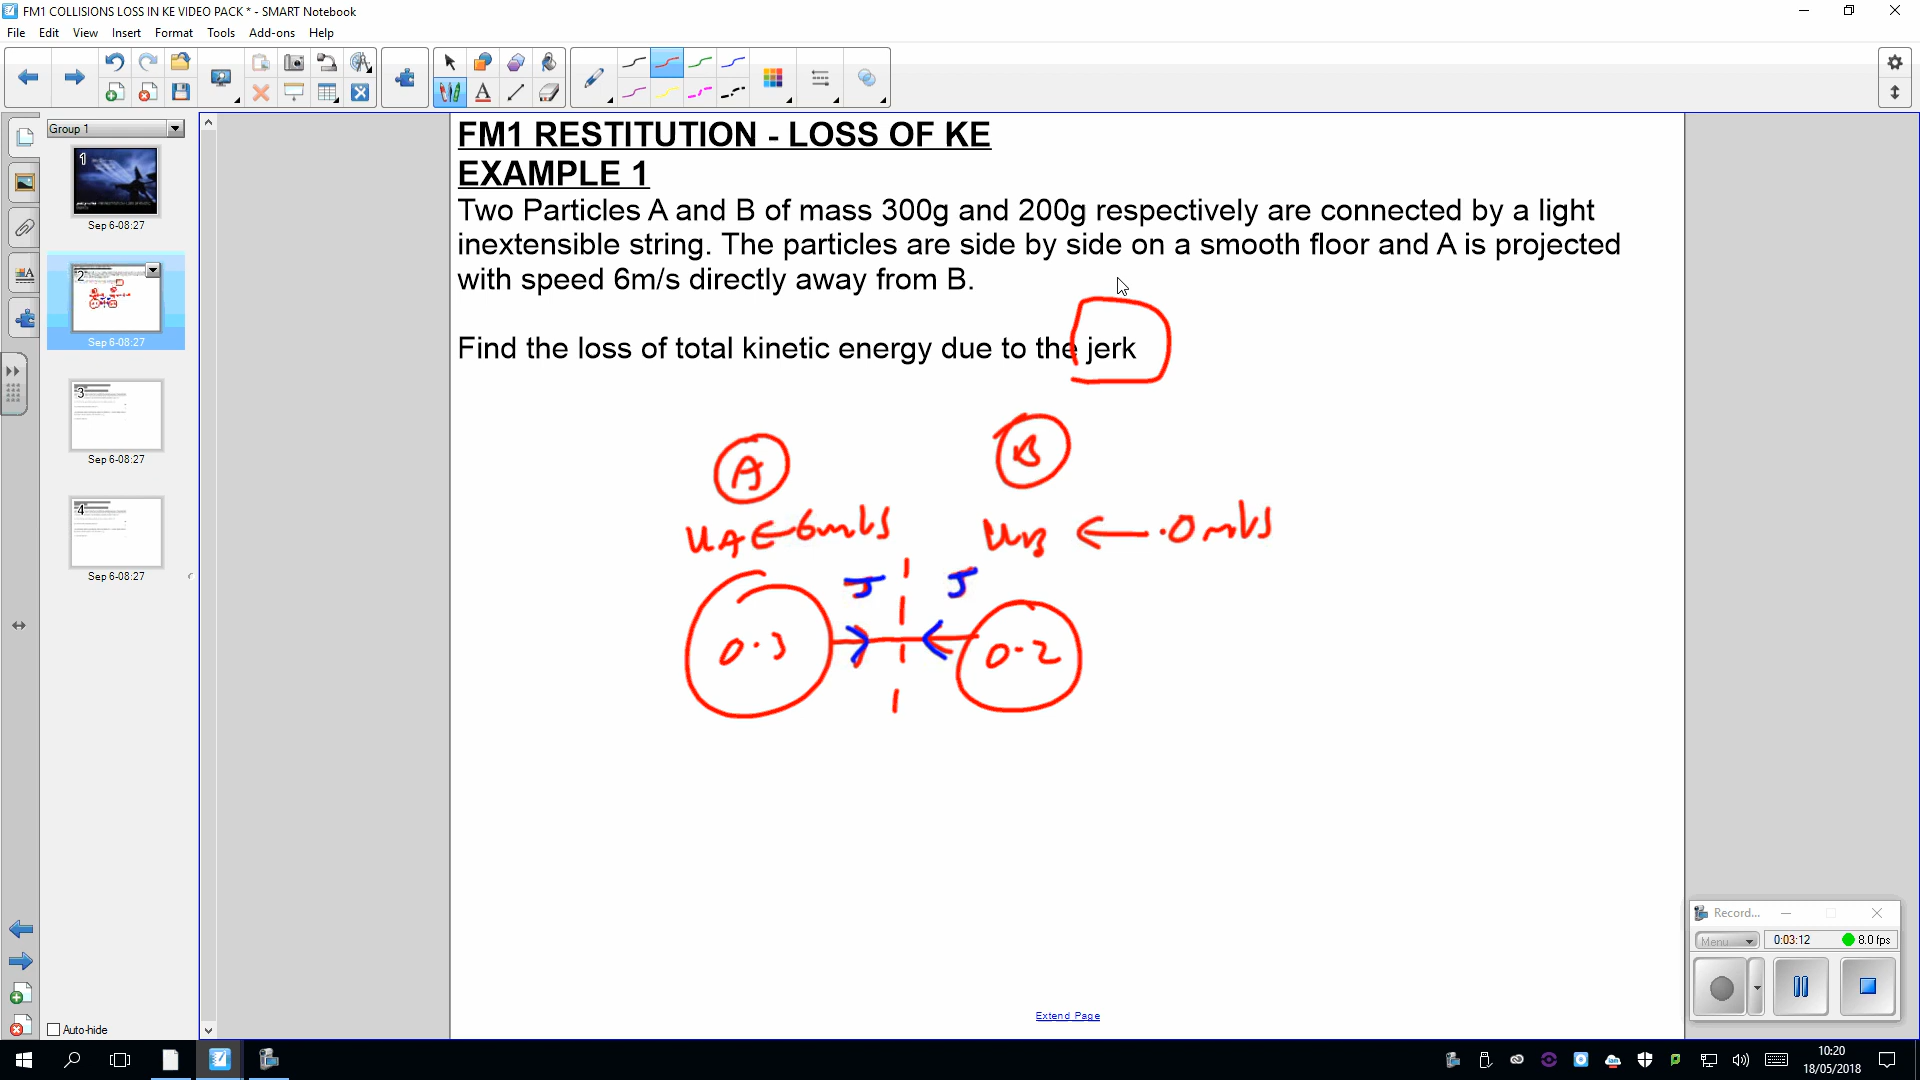 FM1 COLLISIONS LOSS IN KE VIDEO PACK * - SMART Notebook
File Edit View Insert Format Tools Add-ons Help
Group 1
1
Sep 6-08:27
2
Sep 6-08:27
3
Sep 6-08:27
4
Sep 6-08:27
Auto-hide
FM1 RESTITUTION - LOSS OF KE
EXAMPLE 1
Two Particles A and B of mass 300g and 200g respectively are connected by a light
inextensible string. The particles are side by side on a smooth floor and A is projected
with speed 6m/s directly away from B.
Find the loss of total kinetic energy due to the jerk
A B
UA ← 6m/s UB ← 0m/s
J J
0.3 0.2
Extend Page
Record...
Menu 0:03:12 8.0 fps
10:20
18/05/2018